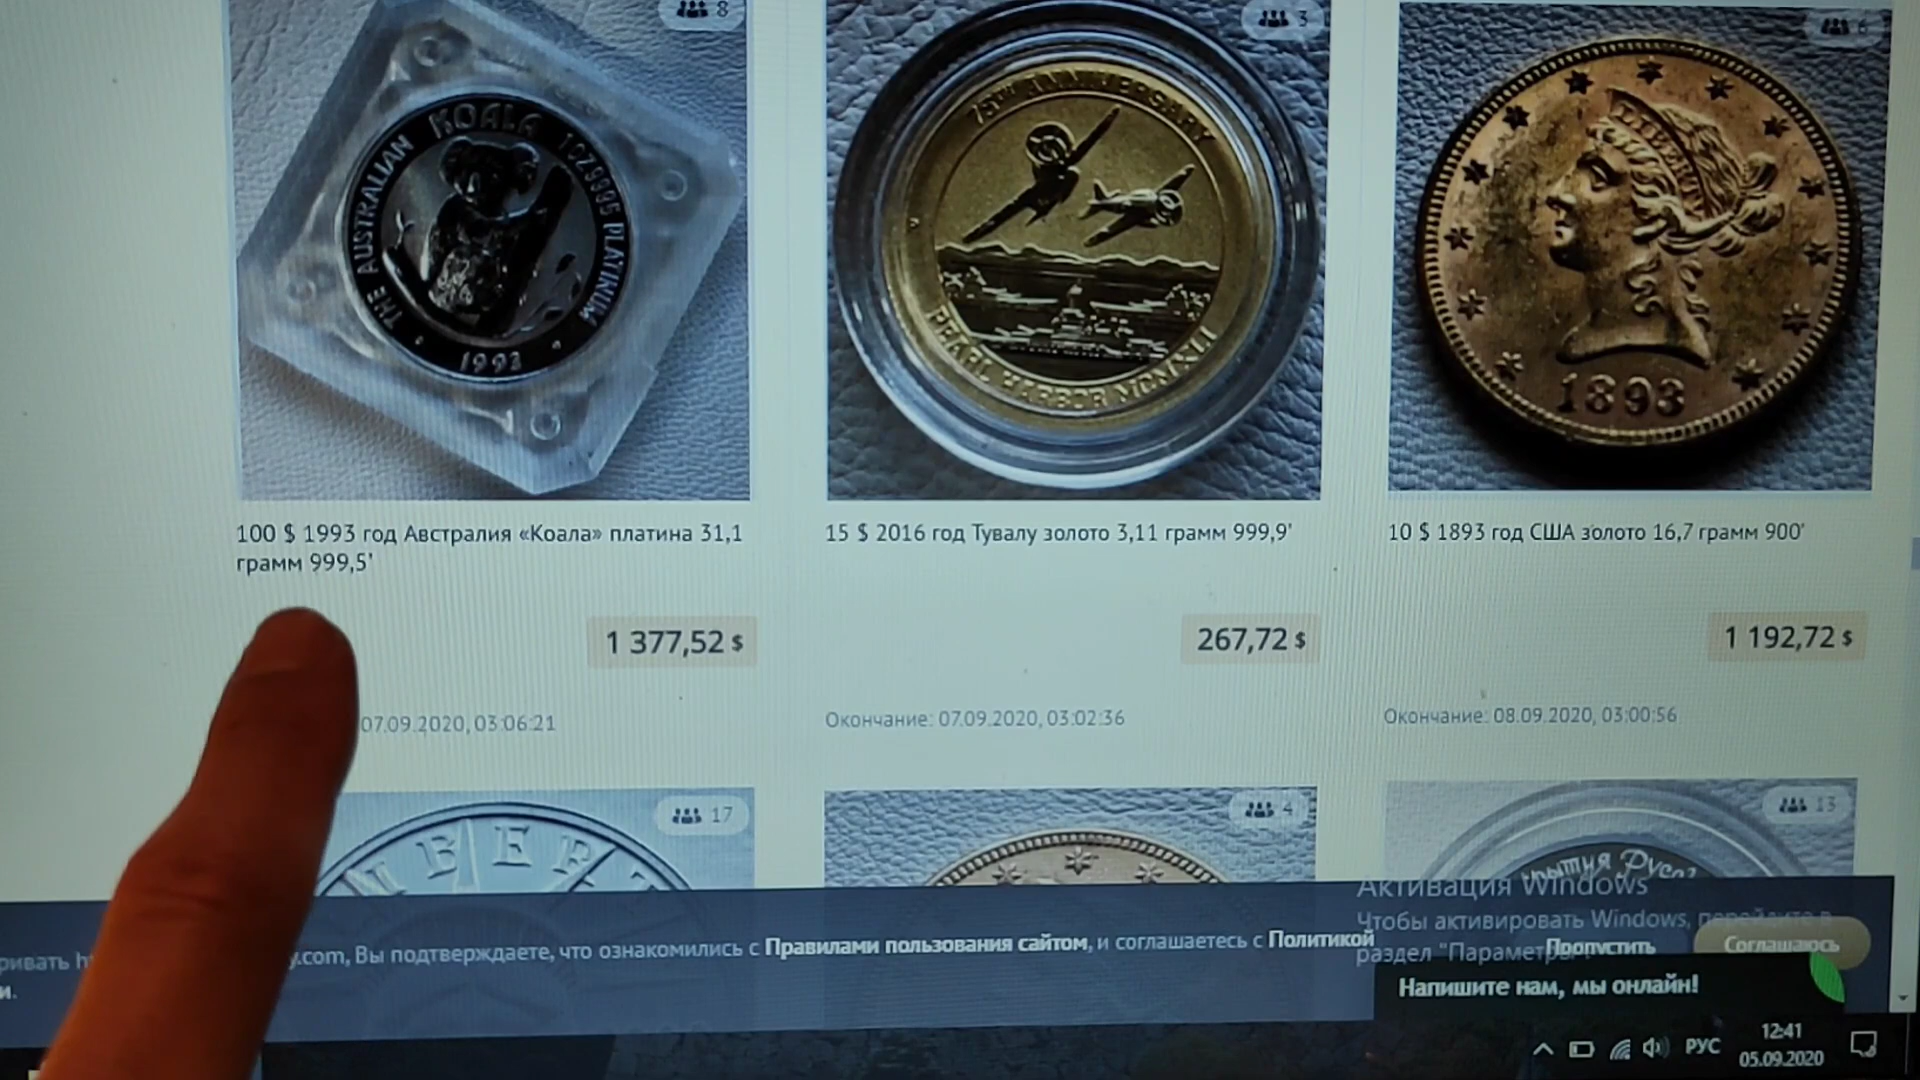 8
3
6
THE AUSTRALIAN KOALA 1 OZ 9995 PLATINUM
1993
75TH ANNIVERSARY
PEARL HARBOR MCMXLI
LIBERTY
1893
100 $ 1993 год Австралия «Коала» платина 31,1
грамм 999,5'
15 $ 2016 год Тувалу золото 3,11 грамм 999,9'
10 $ 1893 год США золото 16,7 грамм 900'
1 377,52 $
267,72 $
1 192,72 $
07.09.2020, 03:06:21
Окончание: 07.09.2020, 03:02:36
Окончание: 08.09.2020, 03:00:56
17
4
13
Активация Windows
Чтобы активировать Windows, перейдите в
раздел "Параметры
y.com, Вы подтверждаете, что ознакомились с Правилами пользования сайтом, и соглашаетесь с Политикой
Пропустить
Соглашаюсь
Напишите нам, мы онлайн!
РУС
12:41
05.09.2020